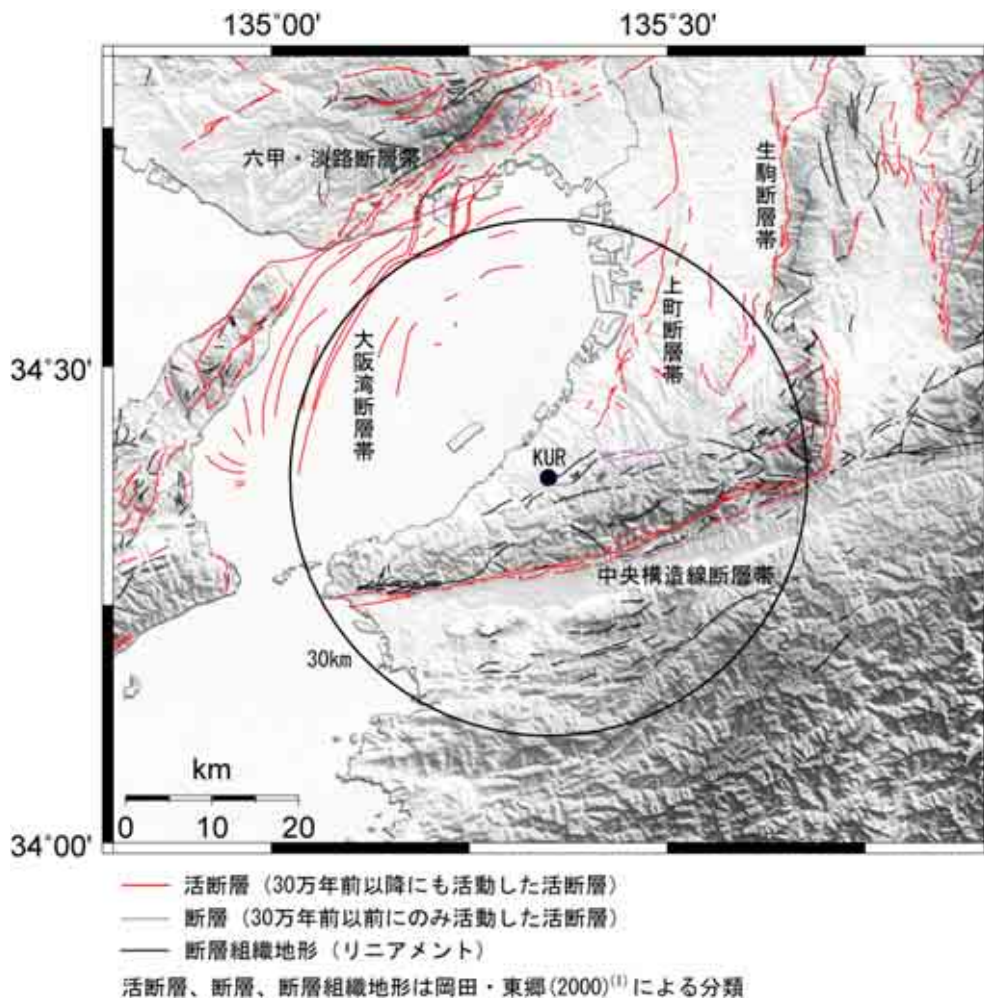 135°00'
135°30'
六甲・淡路断層帯
生駒断層帯
上町断層帯
大阪湾断層帯
34°30'
KUR
中央構造線断層帯
30km
km
0 10 20
34°00'
活断層（30万年前以降にも活動した活断層）
断層（30万年前以前にのみ活動した活断層）
断層組織地形（リニアメント）
活断層、断層、断層組織地形は岡田・東郷(2000)⁽¹⁾による分類